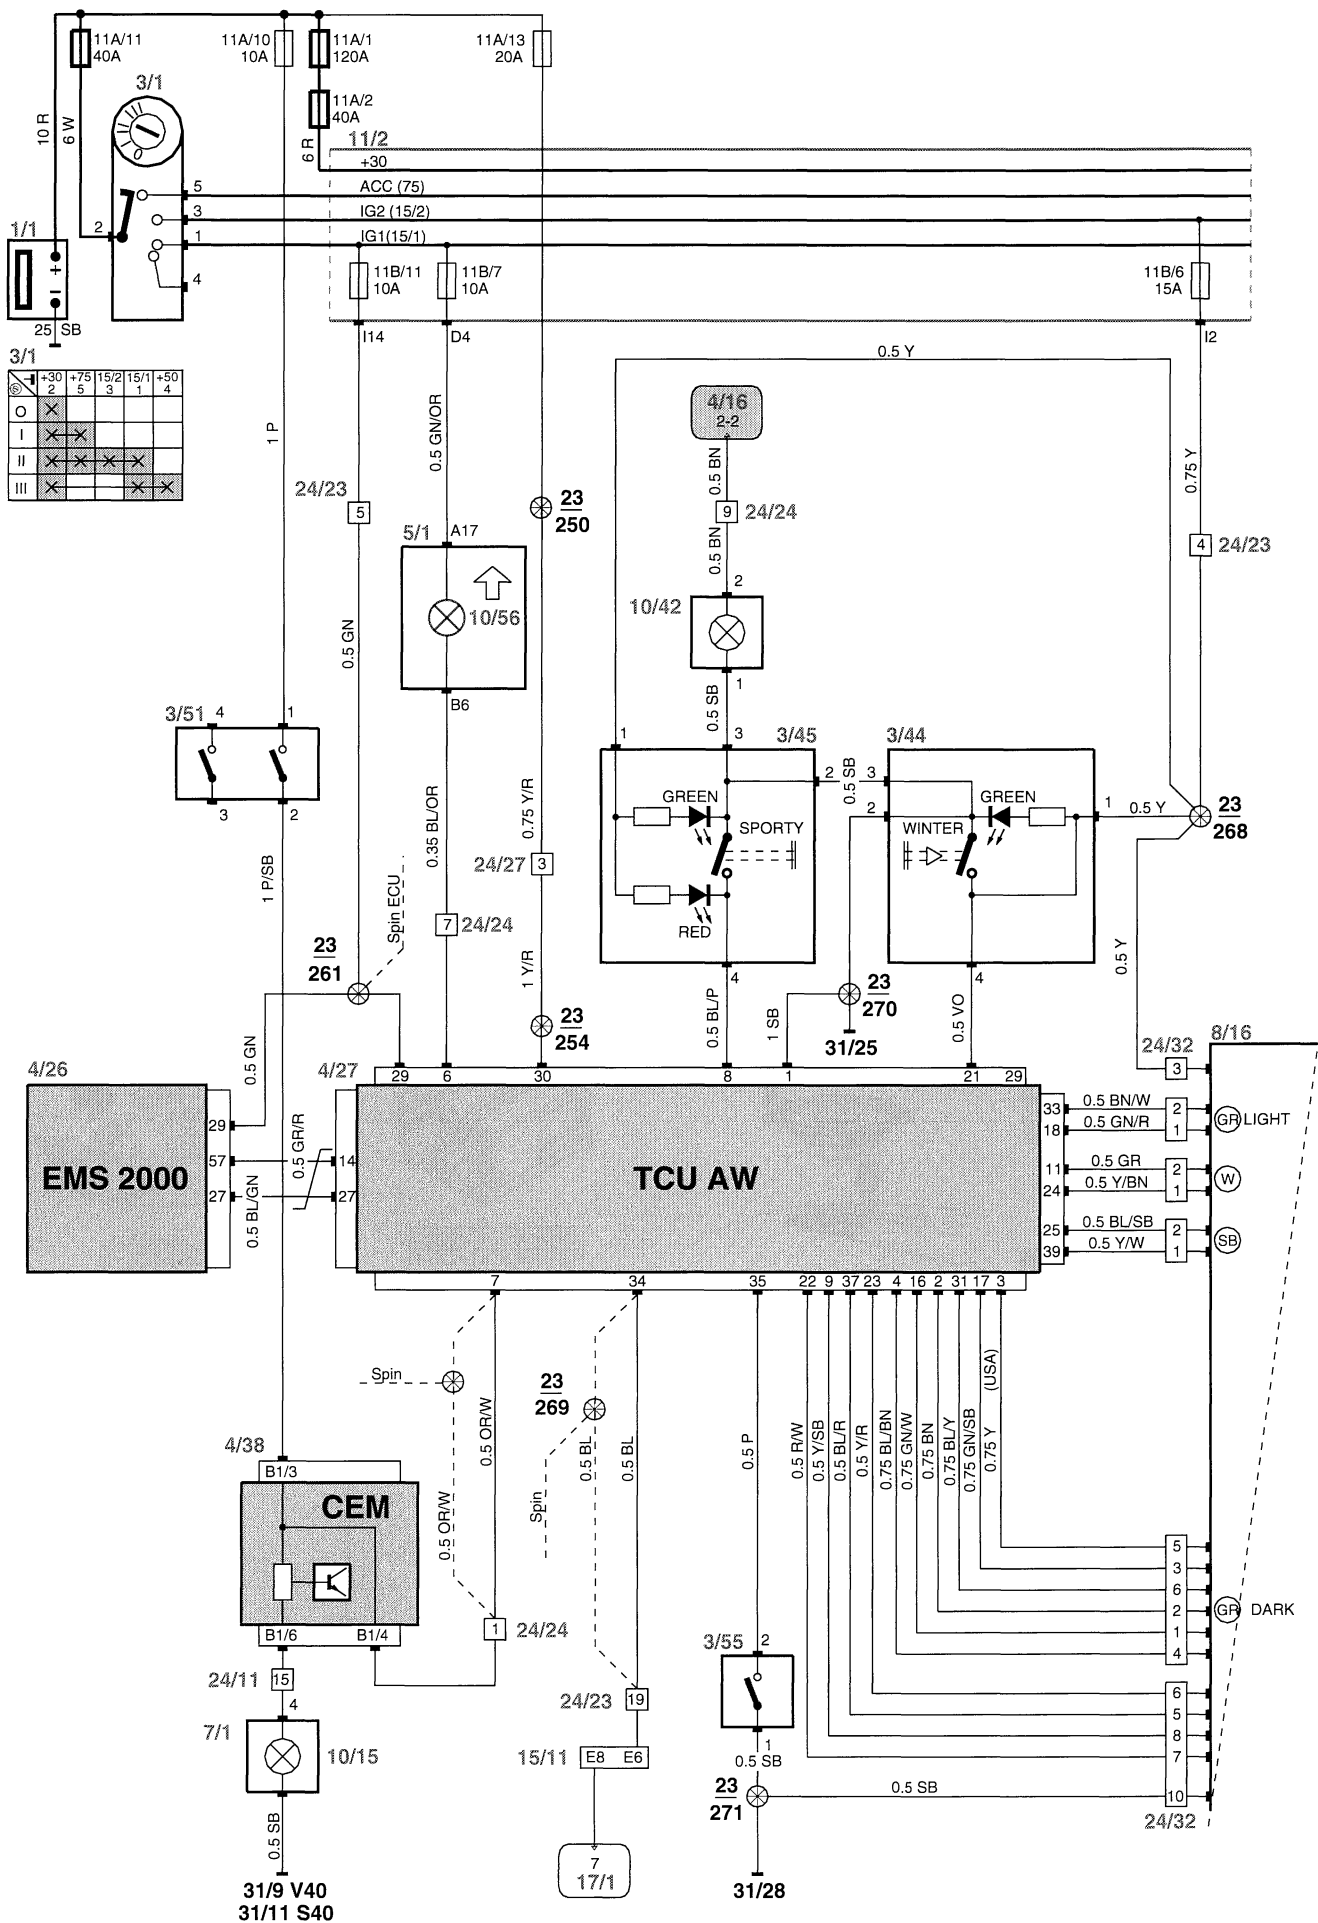 11A/11
40A
11A/10
10A
11A/1
120A
11A/13
20A
3/1
11A/2
40A
10 R
6 W
6 R
11/2
+30
ACC (75)
IG2 (15/2)
IG1(15/1)
5
3
1
4
2
0
1/1
+
−
25 SB
11B/11
10A
11B/7
10A
11B/6
15A
I14
D4
I2
3/1
+30 +75 15/2 15/1 +50
2 5 3 1 4
O
I
II
III
0.5 Y
4/16
2-2
1 P
0.5 GN/OR
0.5 BN
0.75 Y
24/23
5
23
250
9
24/24
5/1
A17
0.5 BN
4
24/23
10/56
10/42
2
0.5 GN
1
B6
0.5 SB
3/51
4
1
3
2
1
3
3/45
3/44
2
0.5 SB
3
2
GREEN
SPORTY
RED
GREEN
WINTER
1
0.5 Y
23
268
0.75 Y/R
0.35 BL/OR
24/27
3
1 P/SB
Spin ECU
7
24/24
23
261
1 Y/R
4
4
23
254
0.5 BL/P
1 SB
23
270
31/25
0.5 VO
0.5 Y
8/16
24/32
3
4/26
0.5 GN
4/27
29
6
30
8
1
21
29
EMS 2000
29
57
27
0.5 GR/R
0.5 BL/GN
14
27
TCU AW
33
0.5 BN/W
2
18
0.5 GN/R
1
GR LIGHT
11
0.5 GR
2
24
0.5 Y/BN
1
W
25
0.5 BL/SB
2
39
0.5 Y/W
1
SB
7
34
35
22 9 37 23 4 16 2 31 17 3
Spin
23
269
0.5 OR/W
0.5 OR/W
Spin
0.5 BL
0.5 BL
0.5 P
0.5 R/W
0.5 Y/SB
0.5 BL/R
0.5 Y/R
0.75 BL/BN
0.75 GN/W
0.75 BN
0.75 BL/Y
0.75 GN/SB
0.75 Y
(USA)
4/38
B1/3
CEM
B1/6
B1/4
1
24/24
5
3
6
2
1
4
GR DARK
24/11
15
4
7/1
10/15
0.5 SB
31/9 V40
31/11 S40
24/23
19
15/11
E8
E6
7
17/1
3/55
2
1
0.5 SB
23
271
0.5 SB
31/28
6
5
8
7
10
24/32